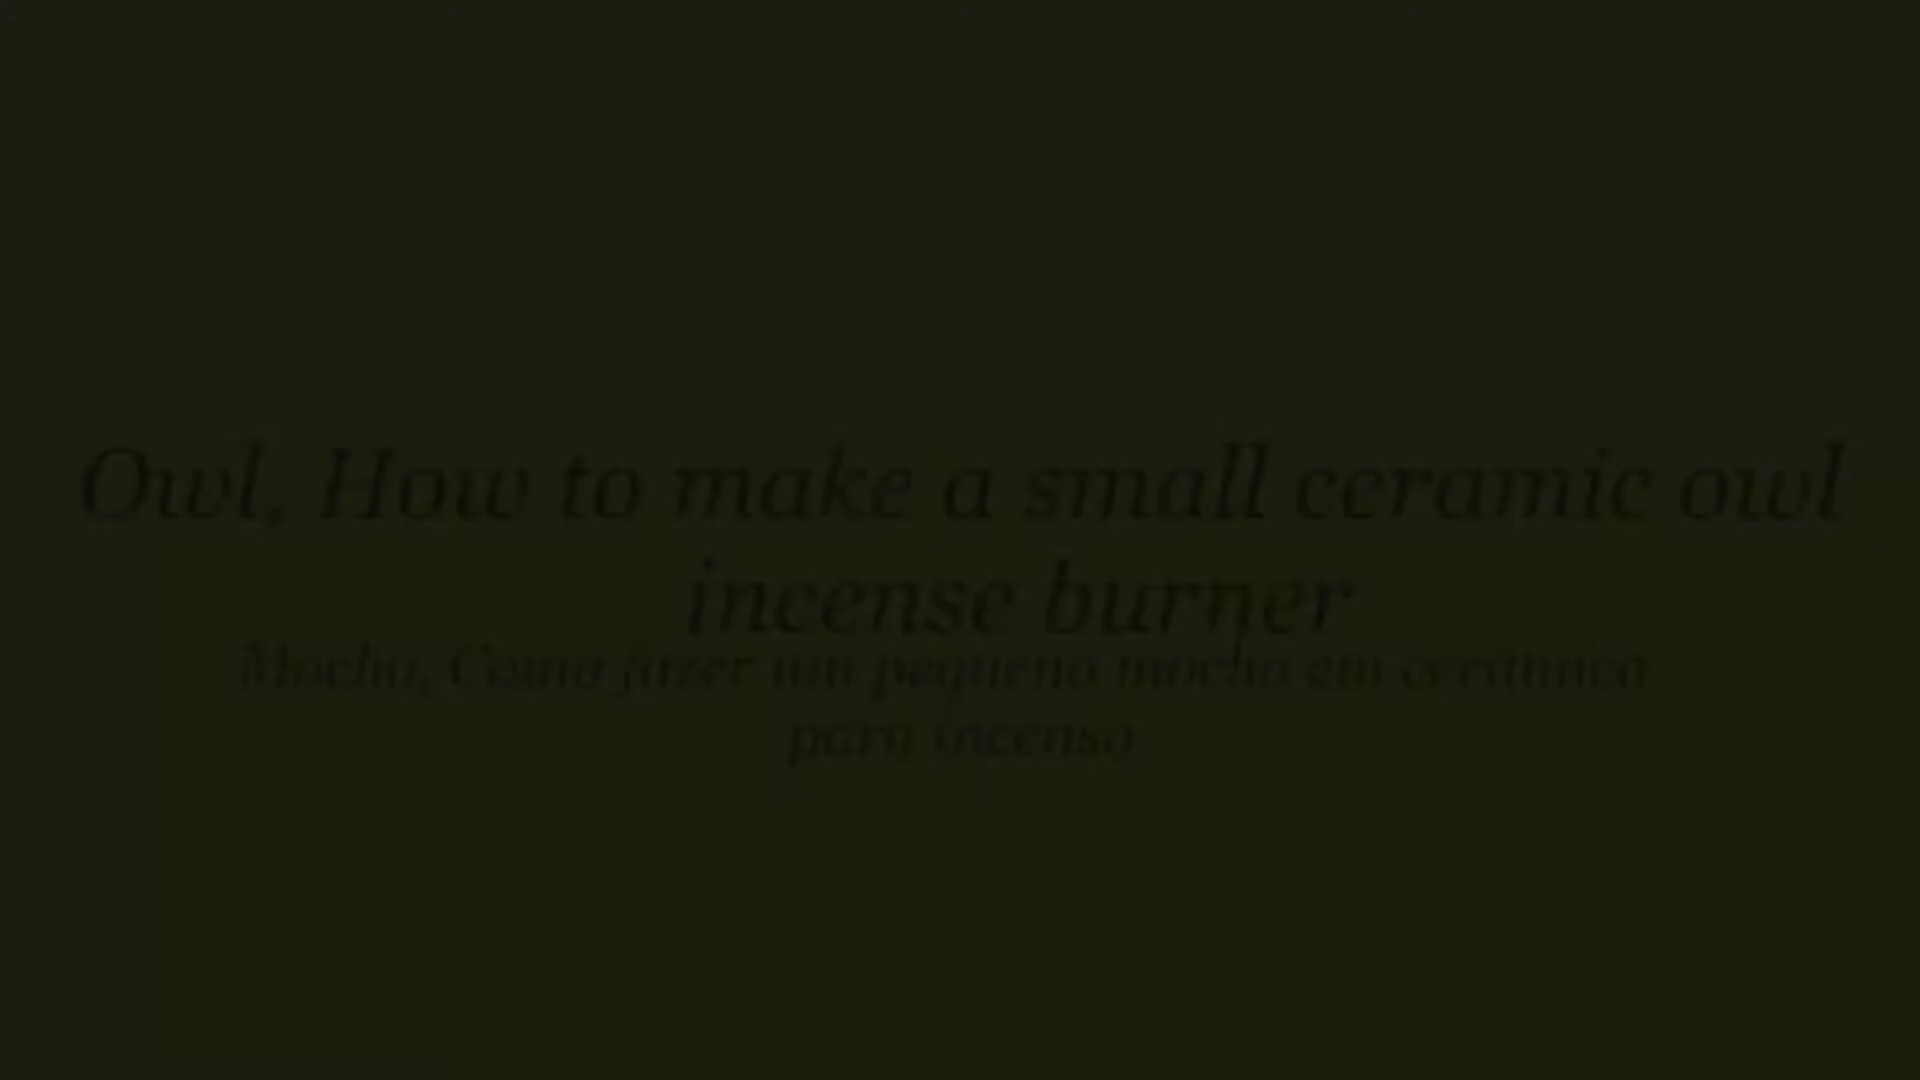 Owl, How to make a small ceramic owl
incense burner
Mocho, Como fazer um pequeno mocho em cerâmica
para incenso